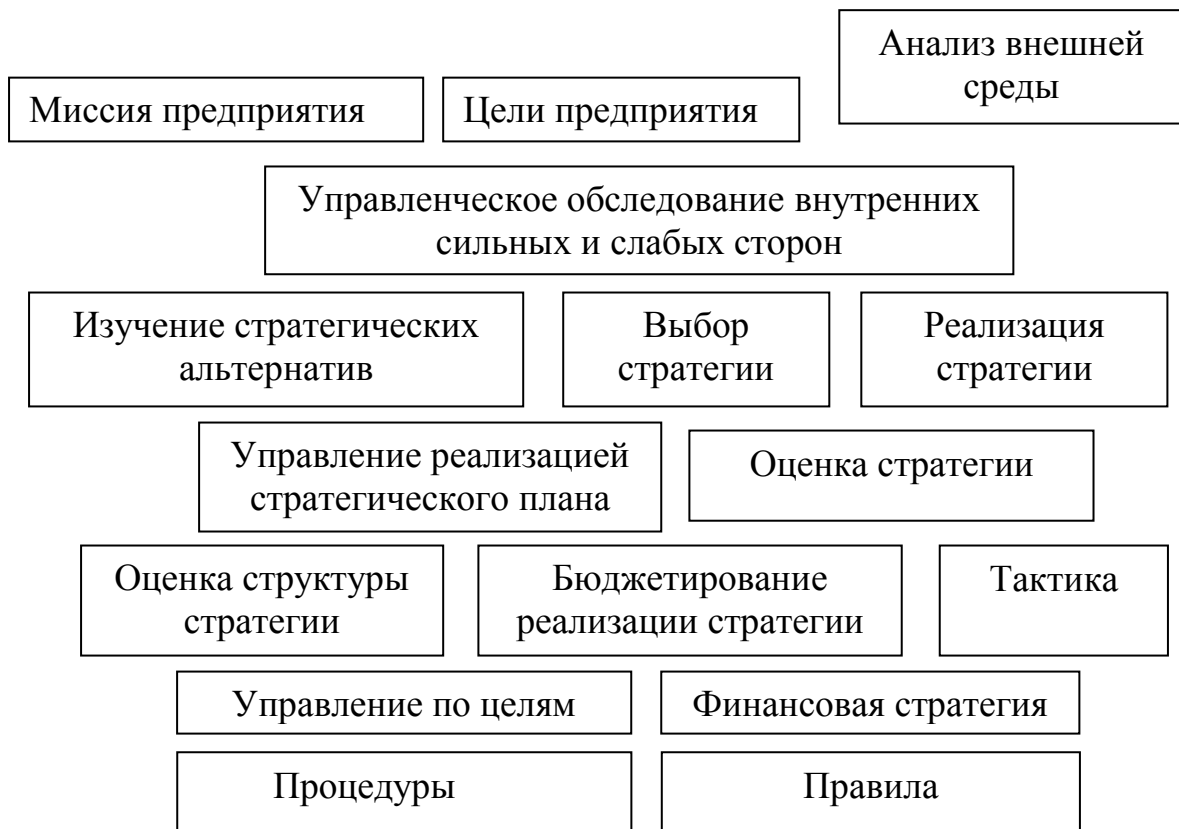 Анализ внешней
среды
Миссия предприятия
Цели предприятия
Управленческое обследование внутренних
сильных и слабых сторон
Изучение стратегических
альтернатив
Выбор
стратегии
Реализация
стратегии
Управление реализацией
стратегического плана
Оценка стратегии
Оценка структуры
стратегии
Бюджетирование
реализации стратегии
Тактика
Управление по целям
Финансовая стратегия
Процедуры
Правила